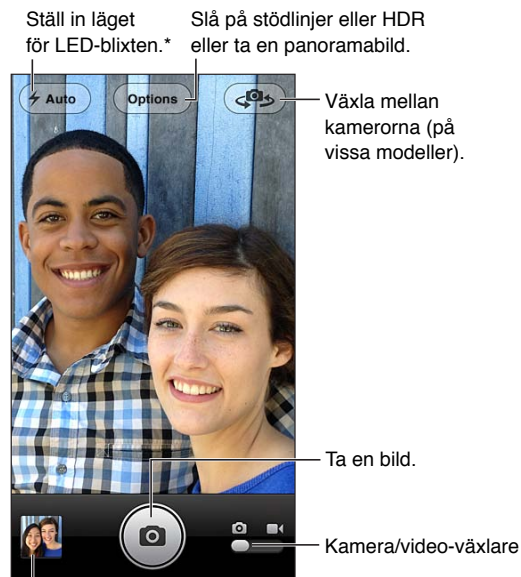 Ställ in läget
för LED-blixten.*
Slå på stödlinjer eller HDR
eller ta en panoramabild.
Auto
Options
Växla mellan
kamerorna (på
vissa modeller).
Ta en bild.
Kamera/video-växlare